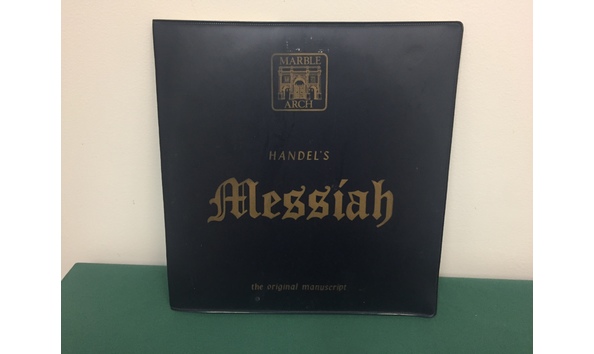 MARBLE
ARCH
HANDEL'S
Messiah
the original manuscript